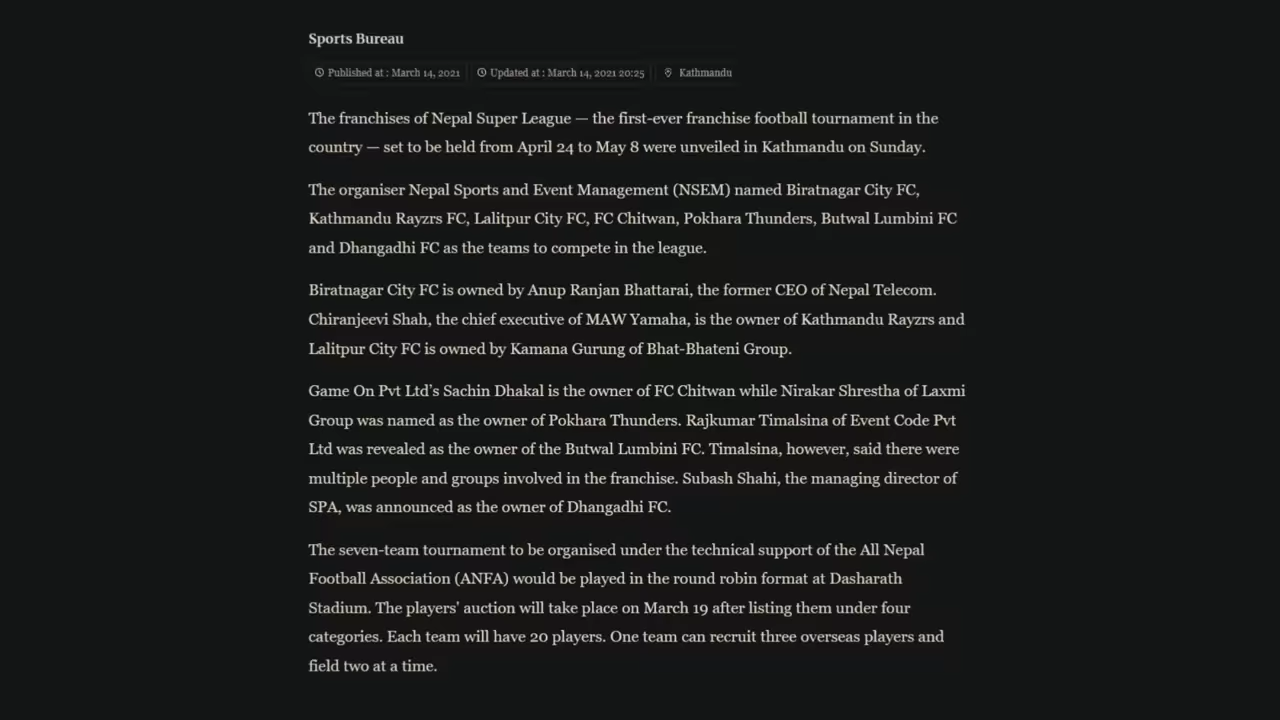 Sports Bureau
Published at : March 14, 2021 Updated at : March 14, 2021 20:25 Kathmandu
The franchises of Nepal Super League — the first-ever franchise football tournament in the
country — set to be held from April 24 to May 8 were unveiled in Kathmandu on Sunday.
The organiser Nepal Sports and Event Management (NSEM) named Biratnagar City FC,
Kathmandu Rayzrs FC, Lalitpur City FC, FC Chitwan, Pokhara Thunders, Butwal Lumbini FC
and Dhangadhi FC as the teams to compete in the league.
Biratnagar City FC is owned by Anup Ranjan Bhattarai, the former CEO of Nepal Telecom.
Chiranjeevi Shah, the chief executive of MAW Yamaha, is the owner of Kathmandu Rayzrs and
Lalitpur City FC is owned by Kamana Gurung of Bhat-Bhateni Group.
Game On Pvt Ltd’s Sachin Dhakal is the owner of FC Chitwan while Nirakar Shrestha of Laxmi
Group was named as the owner of Pokhara Thunders. Rajkumar Timalsina of Event Code Pvt
Ltd was revealed as the owner of the Butwal Lumbini FC. Timalsina, however, said there were
multiple people and groups involved in the franchise. Subash Shahi, the managing director of
SPA, was announced as the owner of Dhangadhi FC.
The seven-team tournament to be organised under the technical support of the All Nepal
Football Association (ANFA) would be played in the round robin format at Dasharath
Stadium. The players’ auction will take place on March 19 after listing them under four
categories. Each team will have 20 players. One team can recruit three overseas players and
field two at a time.